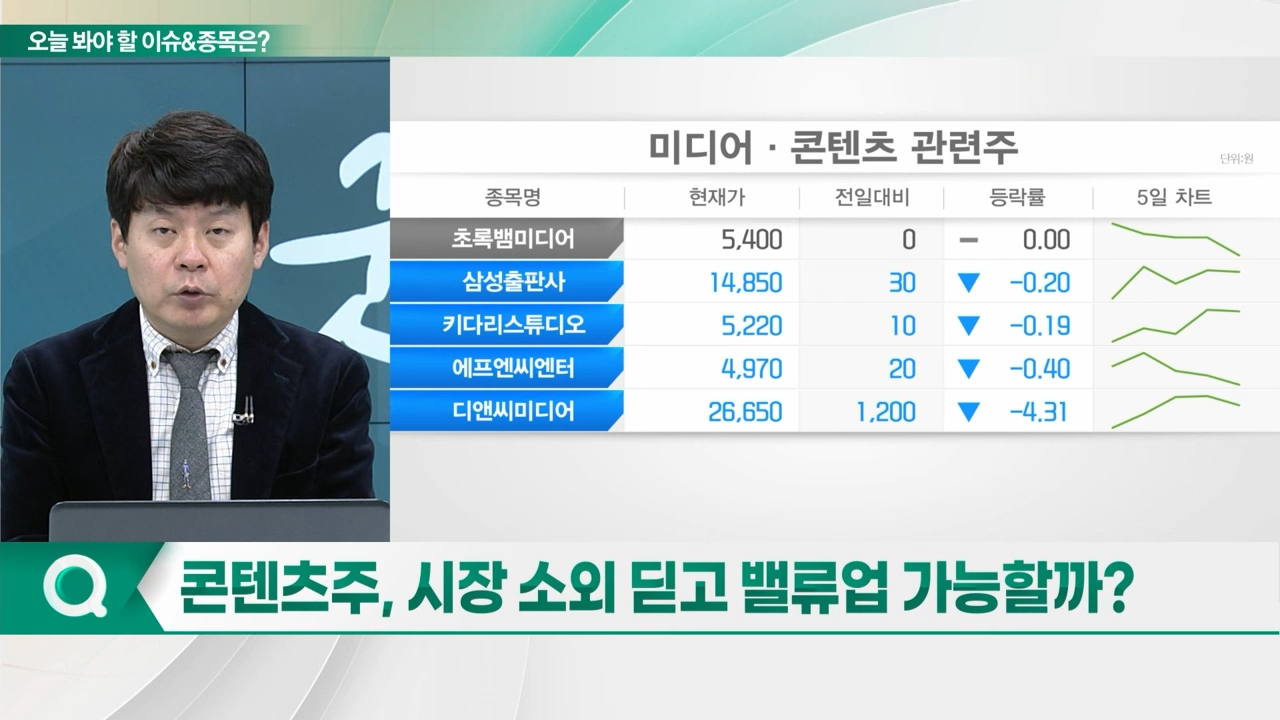 오늘 봐야 할 이슈&종목은?
미디어 · 콘텐츠 관련주
단위:원
종목명 현재가 전일대비 등락률 5일 차트
초록뱀미디어 5,400 0 － 0.00
삼성출판사 14,850 30 ▼ -0.20
키다리스튜디오 5,220 10 ▼ -0.19
에프엔씨엔터 4,970 20 ▼ -0.40
디앤씨미디어 26,650 1,200 ▼ -4.31
콘텐츠주, 시장 소외 딛고 밸류업 가능할까?